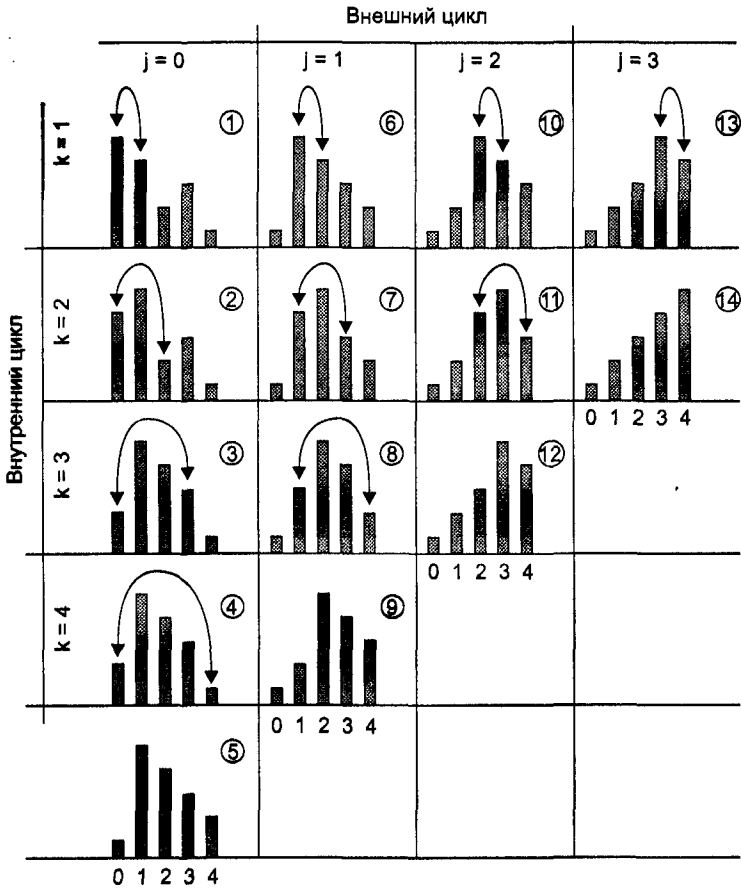 Внешний цикл
j = 0 j = 1 j = 2 j = 3
Внутренний цикл
k = 1
1 6 10 13
k = 2
2 7 11 14
0 1 2 3 4
k = 3
3 8 12
0 1 2 3 4
k = 4
4 9
0 1 2 3 4
5
0 1 2 3 4